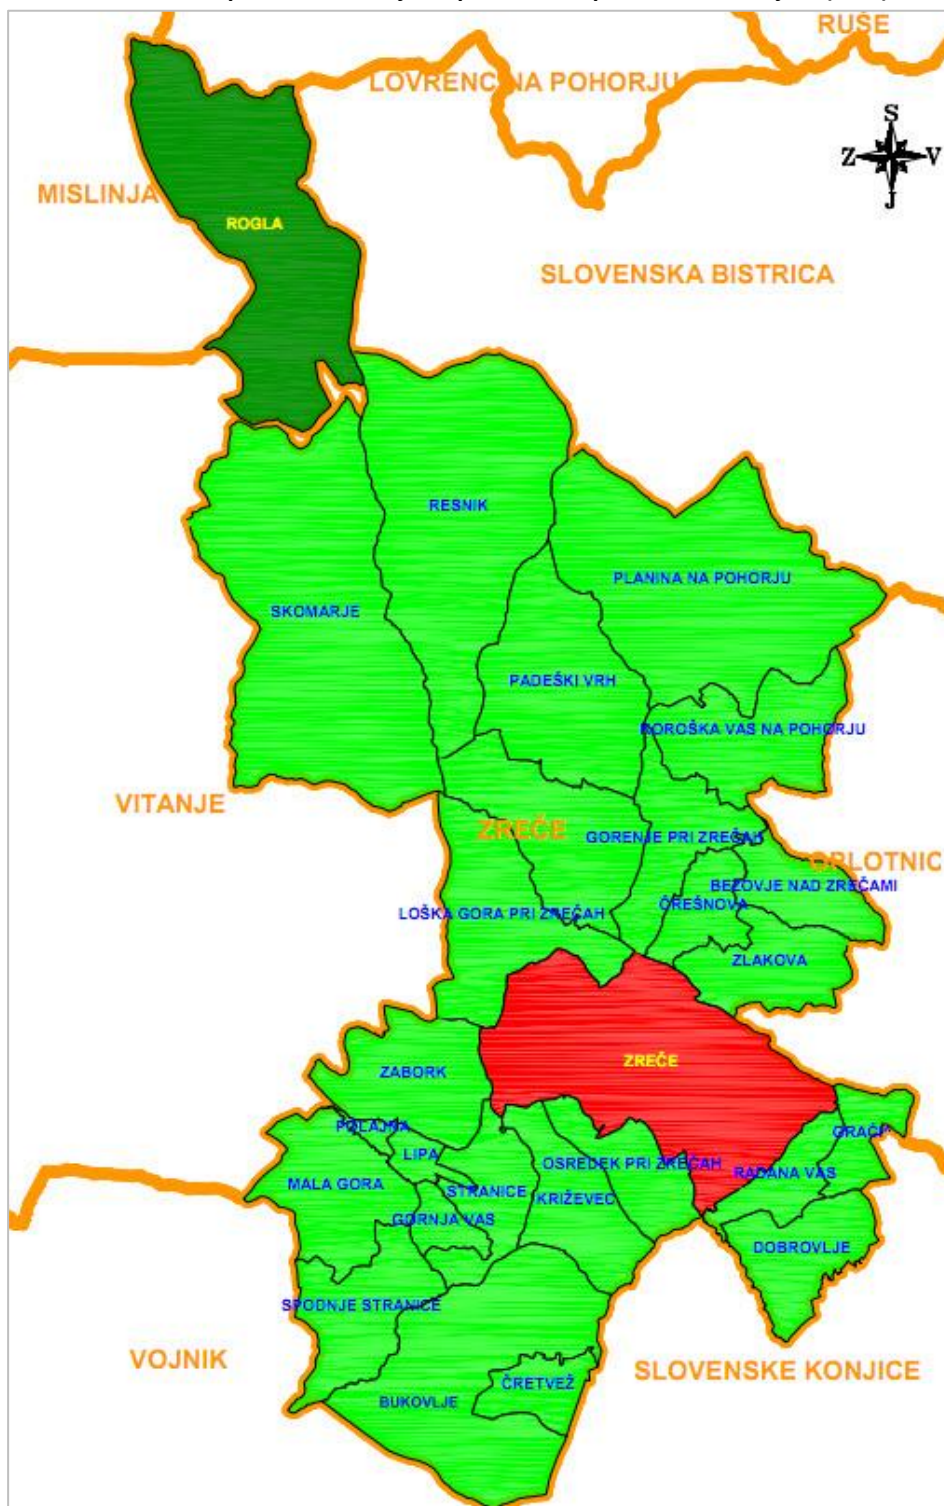 RUŠE
LOVRENC NA POHORJU
S
Z
V
J
MISLINJA
ROGLA
SLOVENSKA BISTRICA
RESNIK
PLANINA NA POHORJU
SKOMARJE
PADEŠKI VRH
KOROŠKA VAS NA POHORJU
VITANJE
ZREČE
GORENJE PRI ZREČAH
OPLOTNIC
BEZOVJE NAD ZREČAMI
ČREŠNOVA
LOŠKA GORA PRI ZREČAH
ZLAKOVA
ZREČE
ZABORK
POLAJNA
GRAČIČ
LIPA
OSREDEK PRI ZREČAH
RADANA VAS
MALA GORA
STRANICE
KRIŽEVEC
GORNJA VAS
DOBROVLJE
SPODNJE STRANICE
VOJNIK
SLOVENSKE KONJICE
ČRETVEŽ
BUKOVLJE